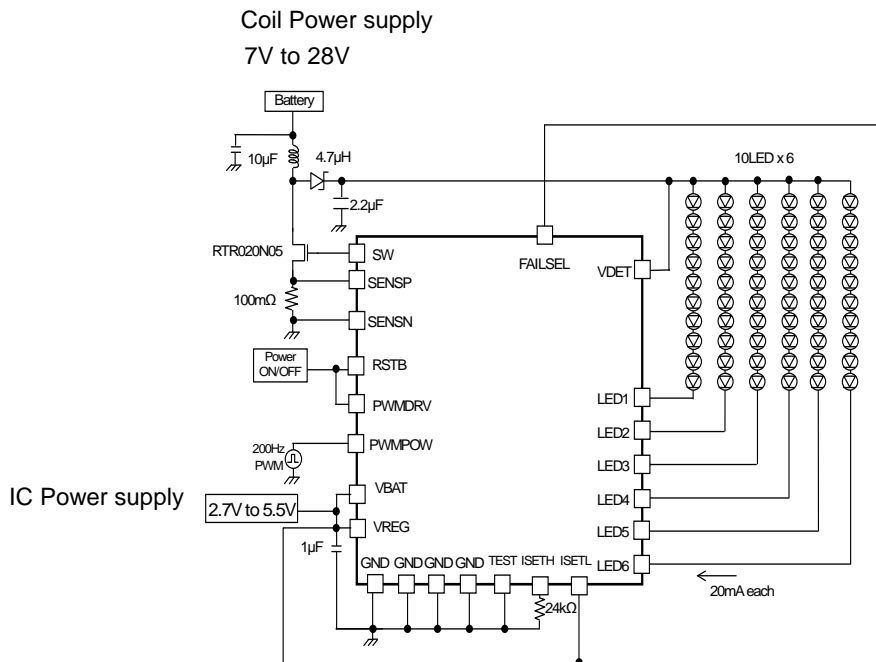 Coil Power supply
7V to 28V
Battery
10µF
4.7µH
10LED x 6
2.2µF
RTR020N05
SW
FAILSEL
VDET
SENSP
100mΩ
SENSN
Power
ON/OFF
RSTB
PWMDRV
LED1
LED2
200Hz
PWM
PWMPOW
LED3
IC Power supply
2.7V to 5.5V
VBAT
LED4
VREG
LED5
1µF
GND GND GND GND TEST ISETH ISETL
LED6
24kΩ
20mA each